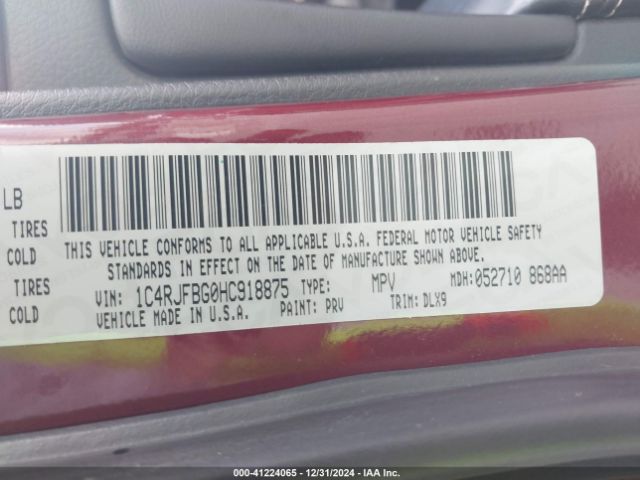 LB
TIRES
COLD
TIRES
COLD
THIS VEHICLE CONFORMS TO ALL APPLICABLE U.S.A. FEDERAL MOTOR VEHICLE SAFETY
STANDARDS IN EFFECT ON THE DATE OF MANUFACTURE SHOWN ABOVE.
VIN: 1C4RJFBG0HC918875 TYPE: MPV MDH:052710 868AA
VEHICLE MADE IN U.S.A. PAINT: PRV TRIM: DLX9
000-41224065 - 12/31/2024 - IAA Inc.